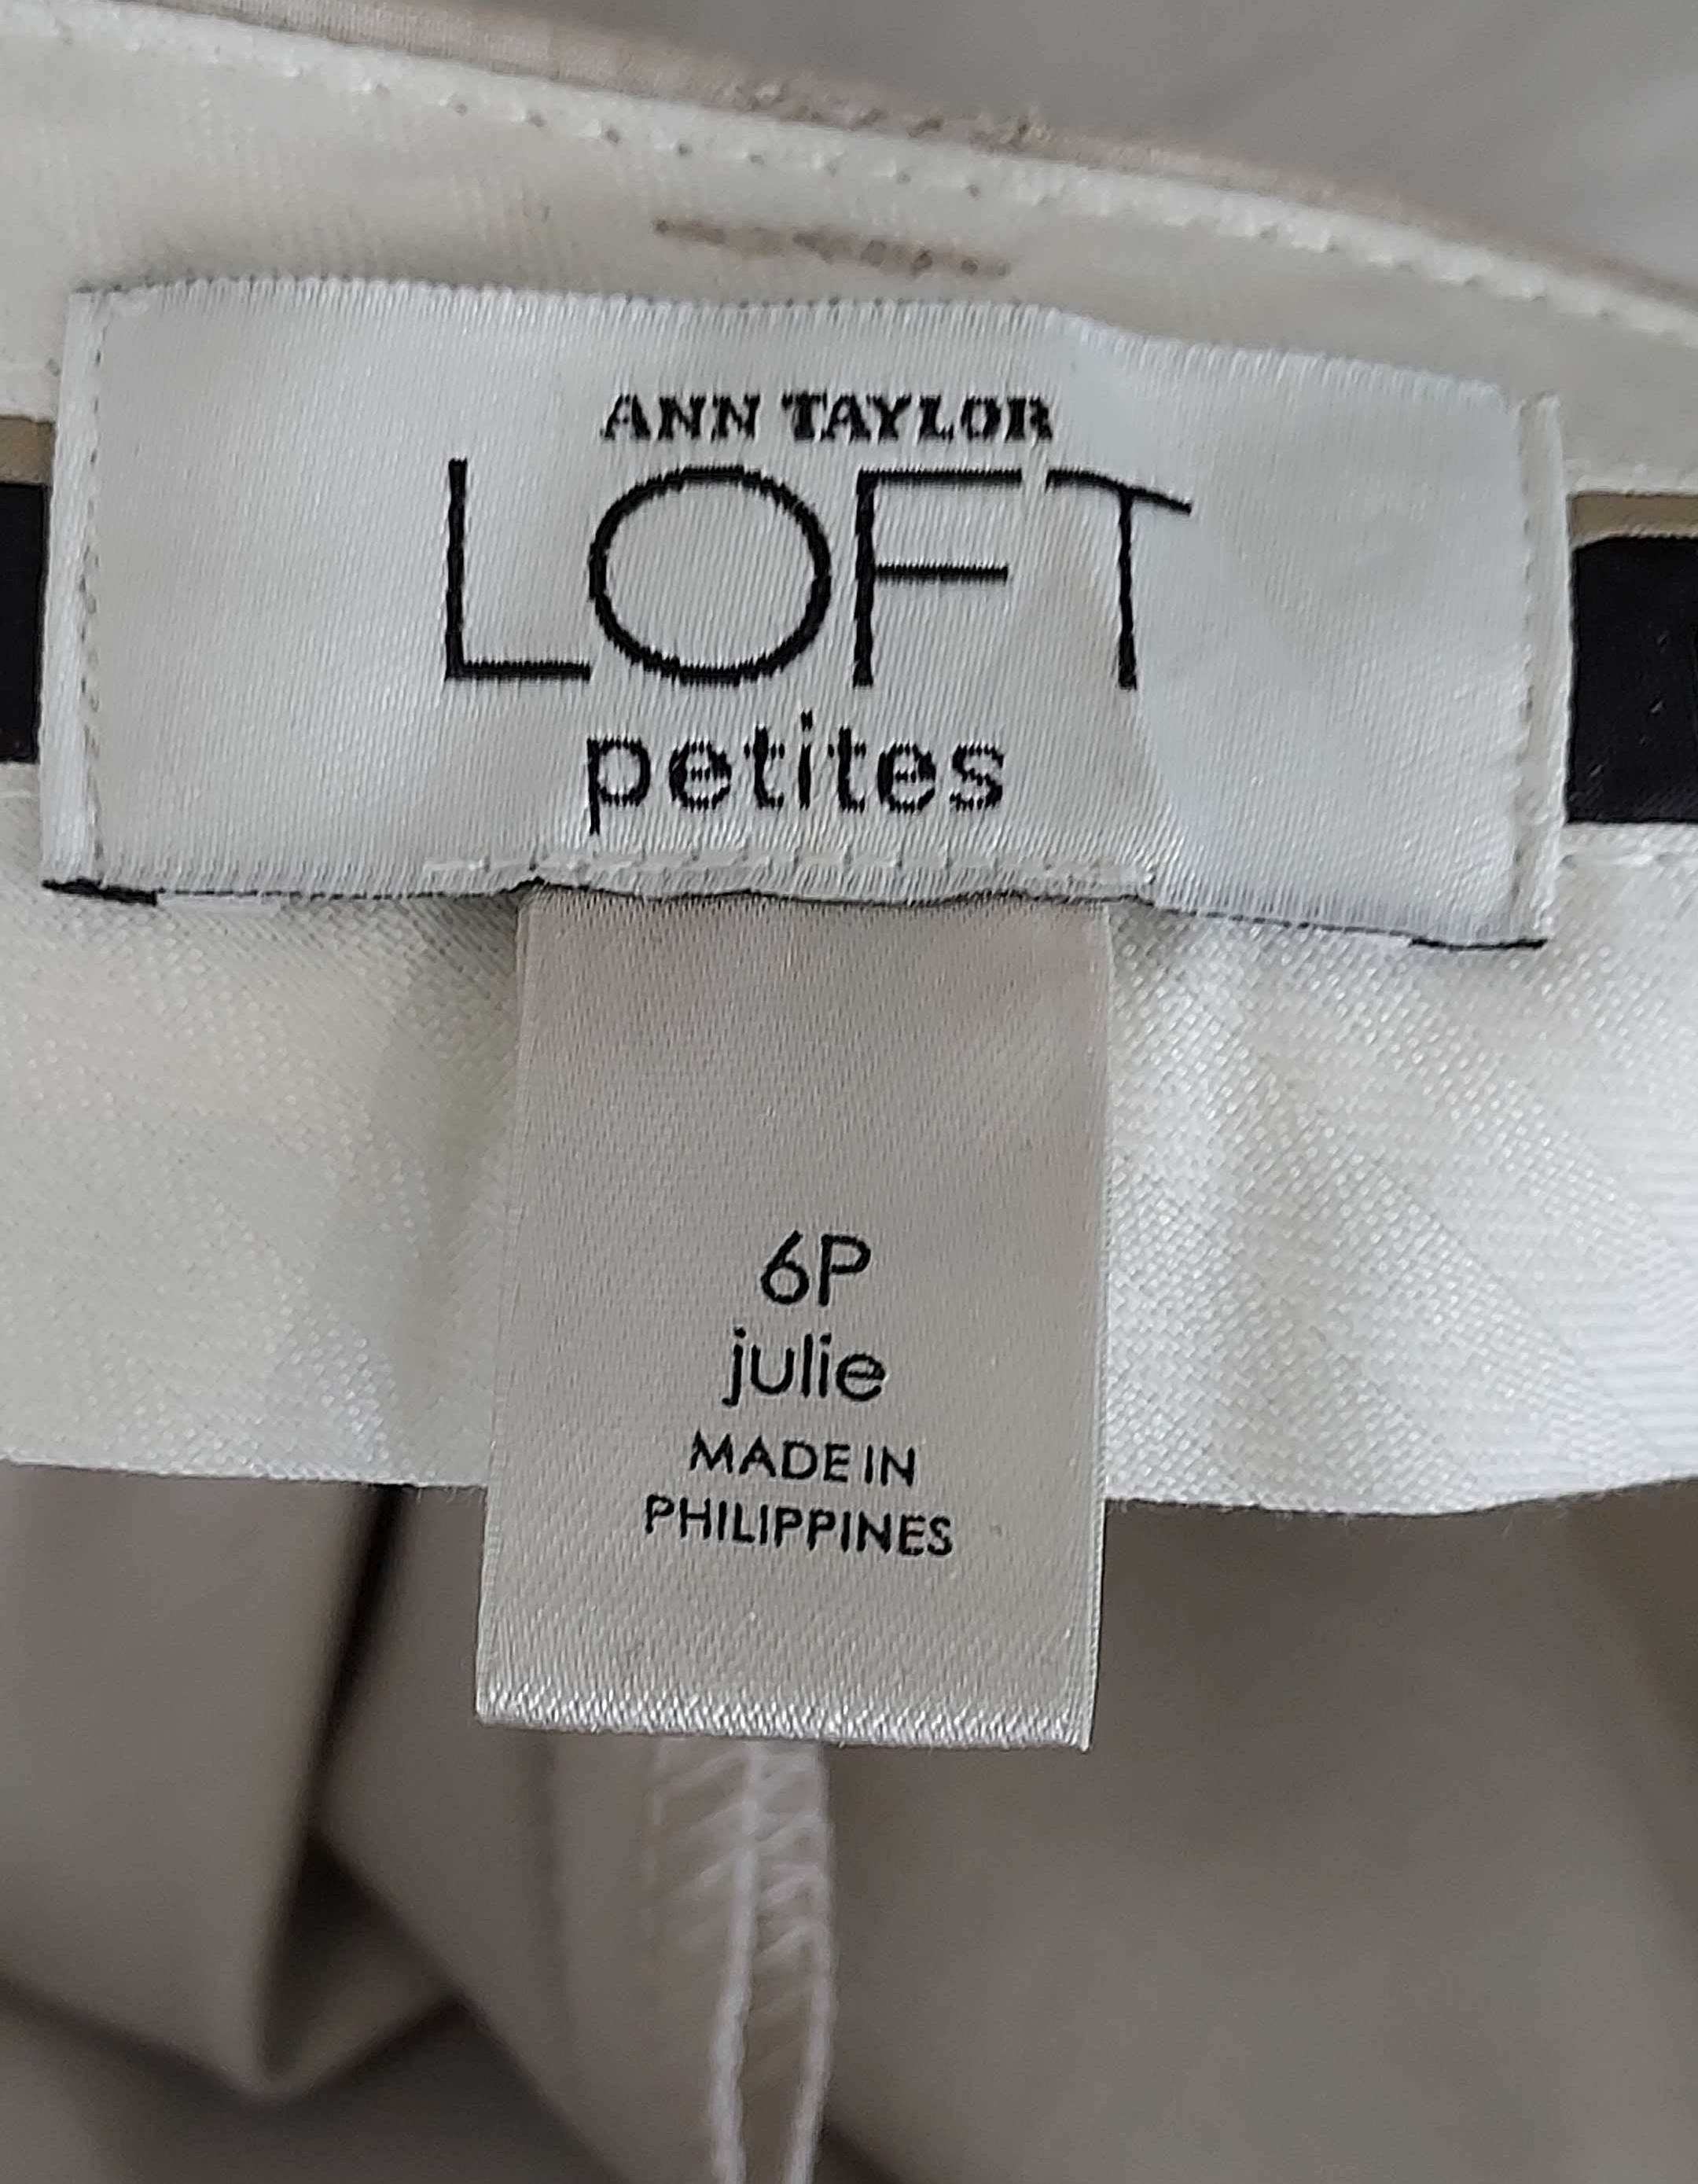 ANN TAYLOR
LOFT
petites
6P
julie
MADE IN
PHILIPPINES